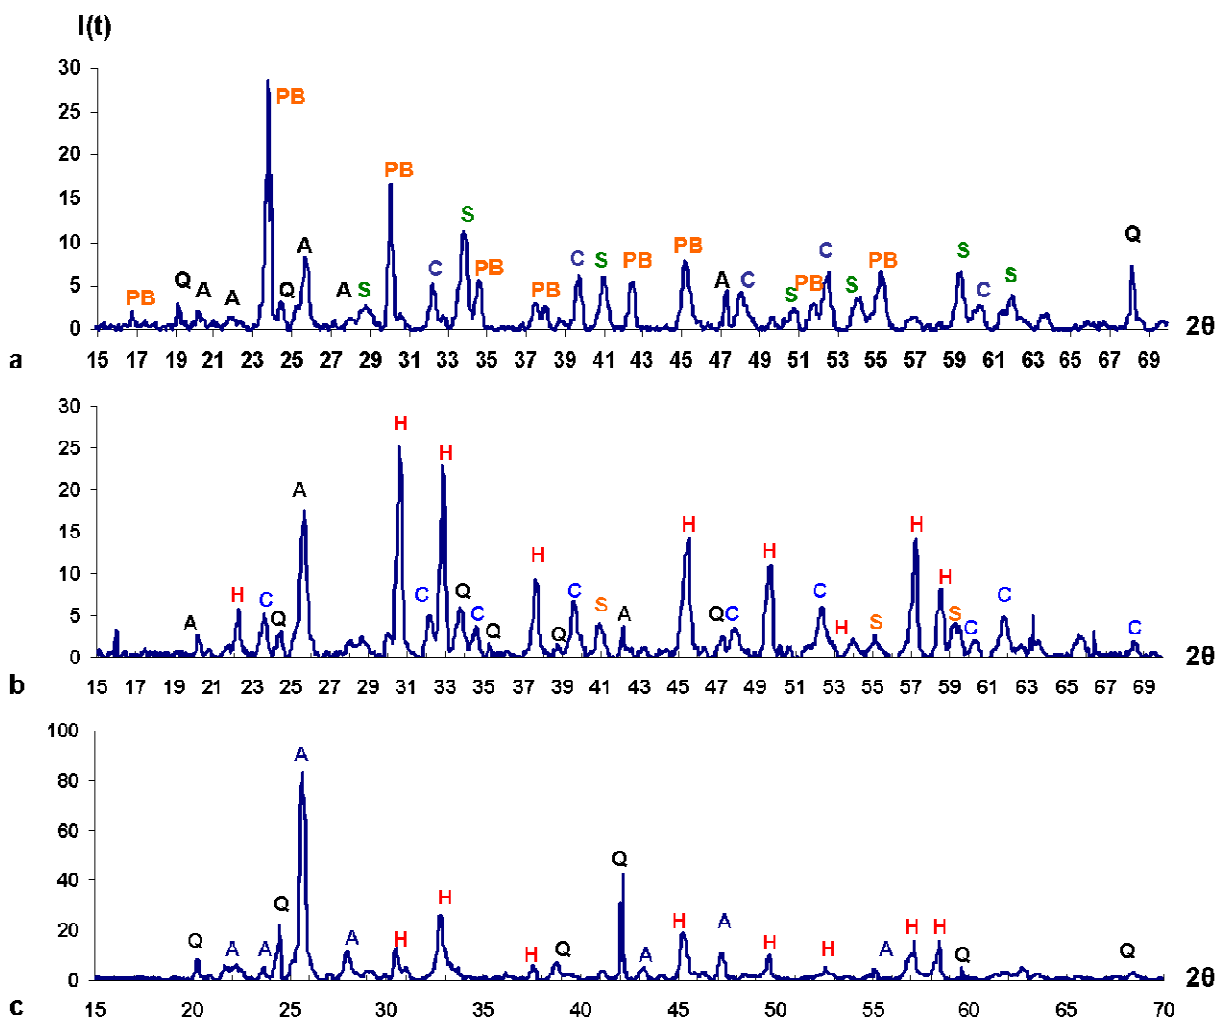 I(t)
30
25
20
15
10
5
0
PB
Q
A
A
PB
Q
A
A
S
PB
C
S
PB
PB
C
S
PB
PB
A
C
S
PB
C
S
PB
S
C
S
Q
15 17 19 21 23 25 27 29 31 33 35 37 39 41 43 45 47 49 51 53 55 57 59 61 63 65 67 69
2θ
a
30
25
20
15
10
5
0
A
H
C
Q
A
H
C
H
Q
C
Q
H
Q
C
S
A
H
Q
C
H
C
H
S
H
H
S
C
C
C
15 17 19 21 23 25 27 29 31 33 35 37 39 41 43 45 47 49 51 53 55 57 59 61 63 65 67 69
2θ
b
100
80
60
40
20
0
Q
A
A
Q
A
A
H
H
H
Q
Q
A
H
A
H
H
A
H
H
Q
Q
15 20 25 30 35 40 45 50 55 60 65 70
2θ
c